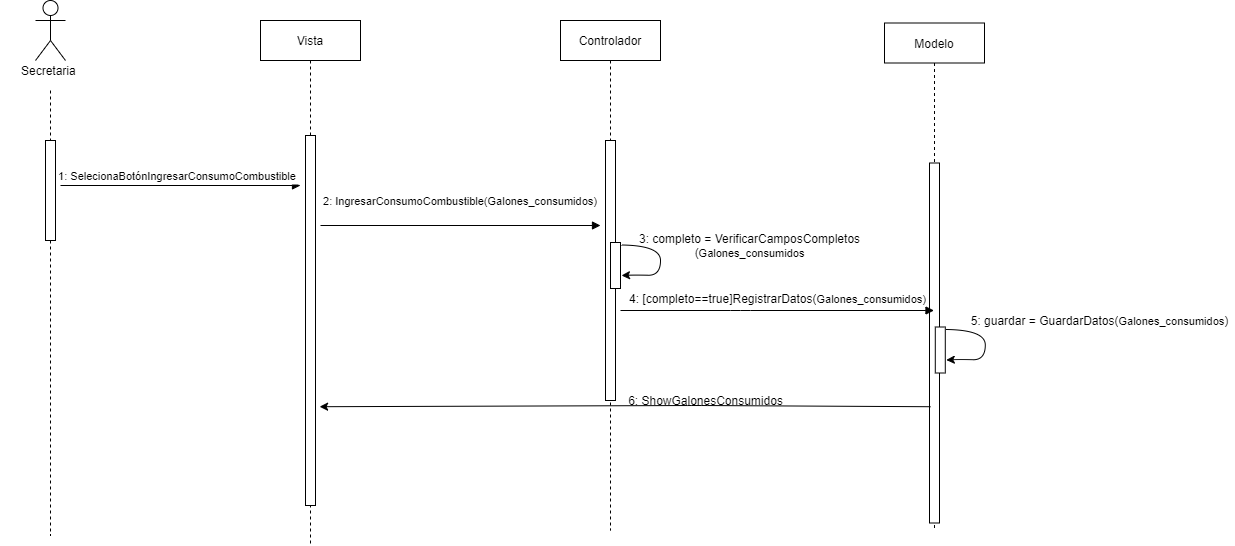 Secretaria
Vista
Controlador
Modelo
1: SelecionaBotónIngresarConsumoCombustible
2: IngresarConsumoCombustible(Galones_consumidos)
3: completo = VerificarCamposCompletos
(Galones_consumidos
4: [completo==true]RegistrarDatos(Galones_consumidos)
5: guardar = GuardarDatos(Galones_consumidos)
6: ShowGalonesConsumidos